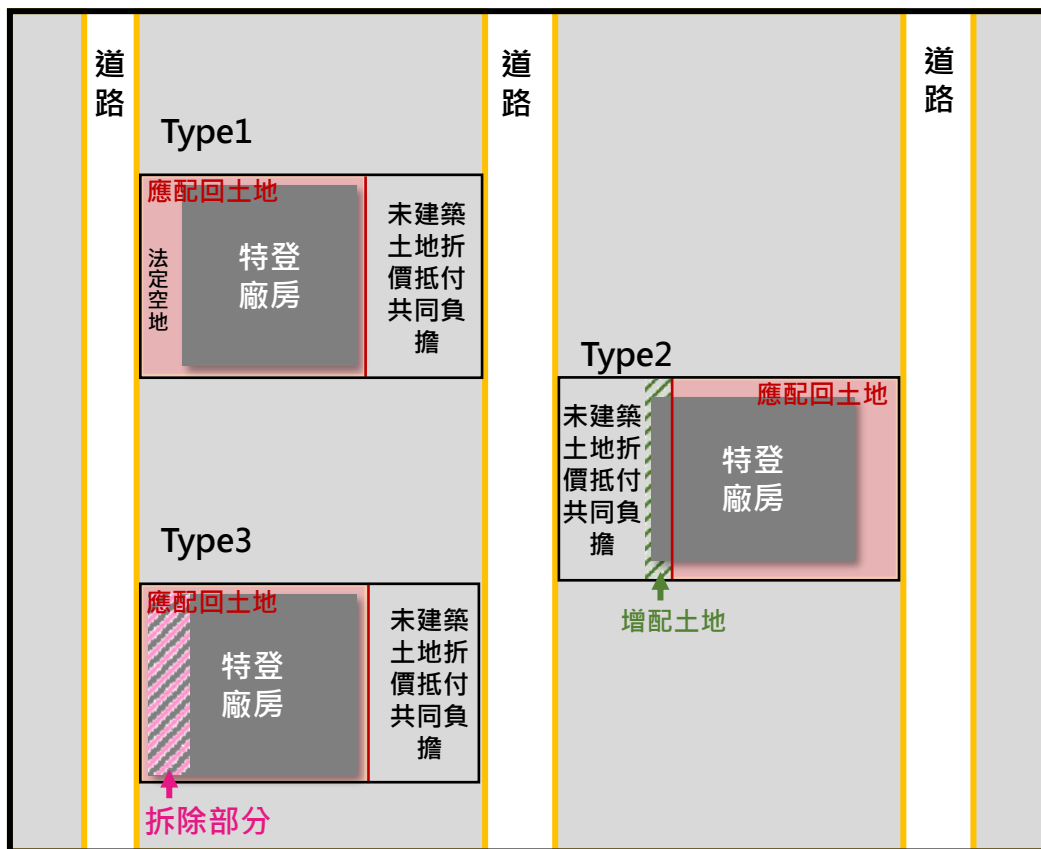 道
路
道
路
道
路
Type1
應配回土地
法
定
空
地
特登
廠房
未建築
土地折
價抵付
共同負
擔
Type2
應配回土地
未建築
土地折
價抵付
共同負
擔
特登
廠房
增配土地
Type3
應配回土地
特登
廠房
未建築
土地折
價抵付
共同負
擔
拆除部分